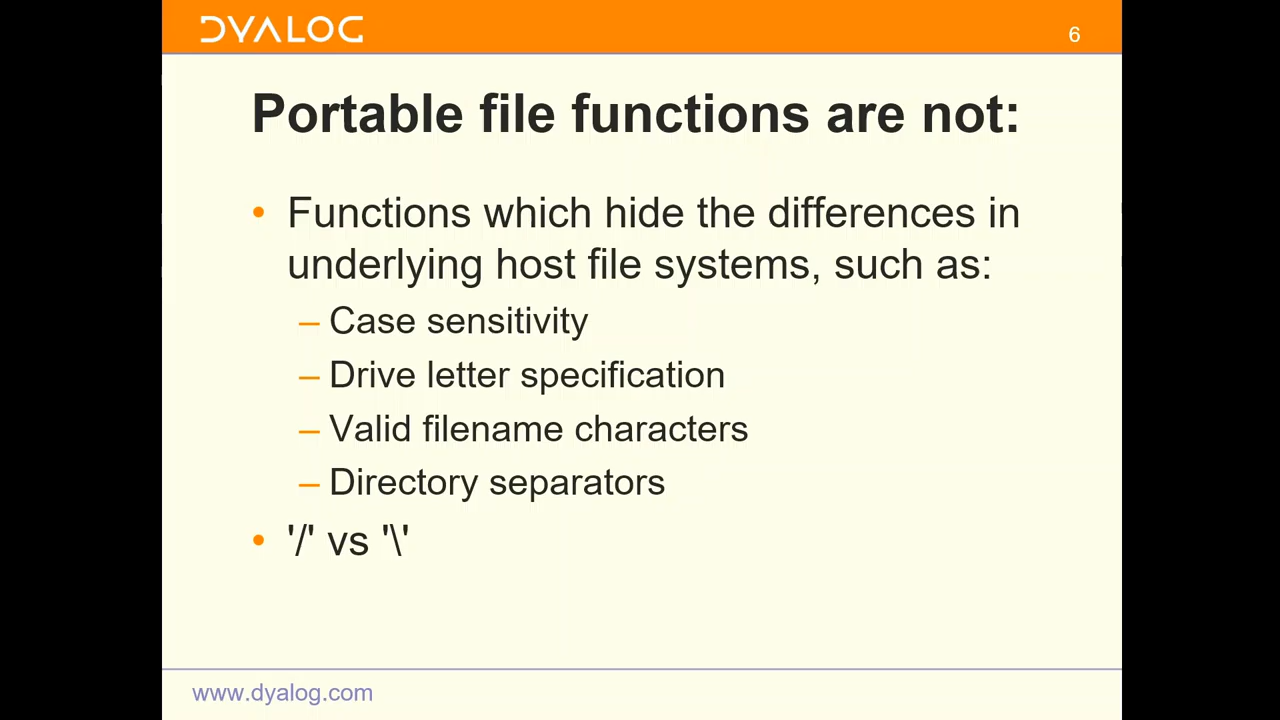 DYALOG
6
Portable file functions are not:
• Functions which hide the differences in
underlying host file systems, such as:
– Case sensitivity
– Drive letter specification
– Valid filename characters
– Directory separators
• '/' vs '\'
www.dyalog.com